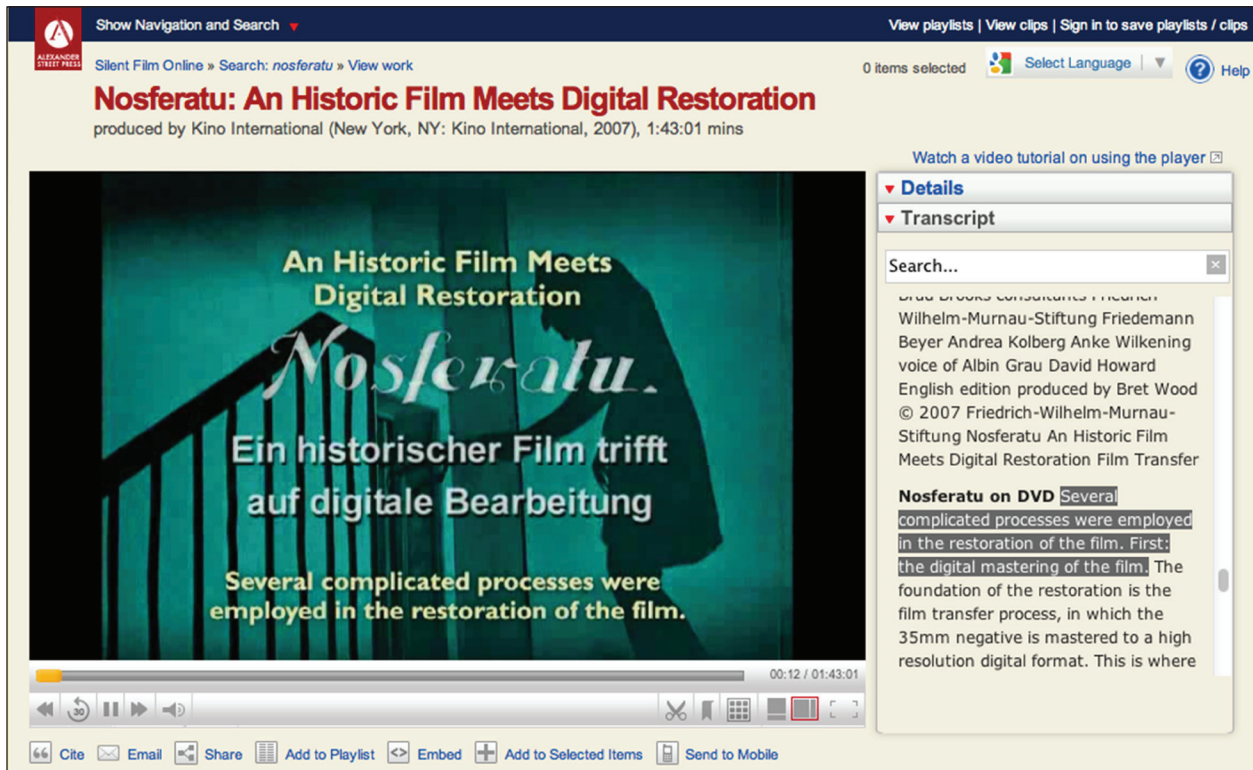 Show Navigation and Search
View playlists | View clips | Sign in to save playlists / clips
ALEXANDER
STREET PRESS
Silent Film Online » Search: nosferatu » View work
0 items selected
Select Language
Help
Nosferatu: An Historic Film Meets Digital Restoration
produced by Kino International (New York, NY: Kino International, 2007), 1:43:01 mins
Watch a video tutorial on using the player
An Historic Film Meets
Digital Restoration
Nosferatu.
Ein historischer Film trifft
auf digitale Bearbeitung
Several complicated processes were
employed in the restoration of the film.
00:12 / 01:43:01
30
Details
Transcript
Search...
Brad Brooks consultants Friedrich
Wilhelm-Murnau-Stiftung Friedemann
Beyer Andrea Kolberg Anke Wilkening
voice of Albin Grau David Howard
English edition produced by Bret Wood
© 2007 Friedrich-Wilhelm-Murnau-
Stiftung Nosferatu An Historic Film
Meets Digital Restoration Film Transfer
Nosferatu on DVD Several
complicated processes were employed
in the restoration of the film. First:
the digital mastering of the film. The
foundation of the restoration is the
film transfer process, in which the
35mm negative is mastered to a high
resolution digital format. This is where
Cite
Email
Share
Add to Playlist
Embed
Add to Selected Items
Send to Mobile